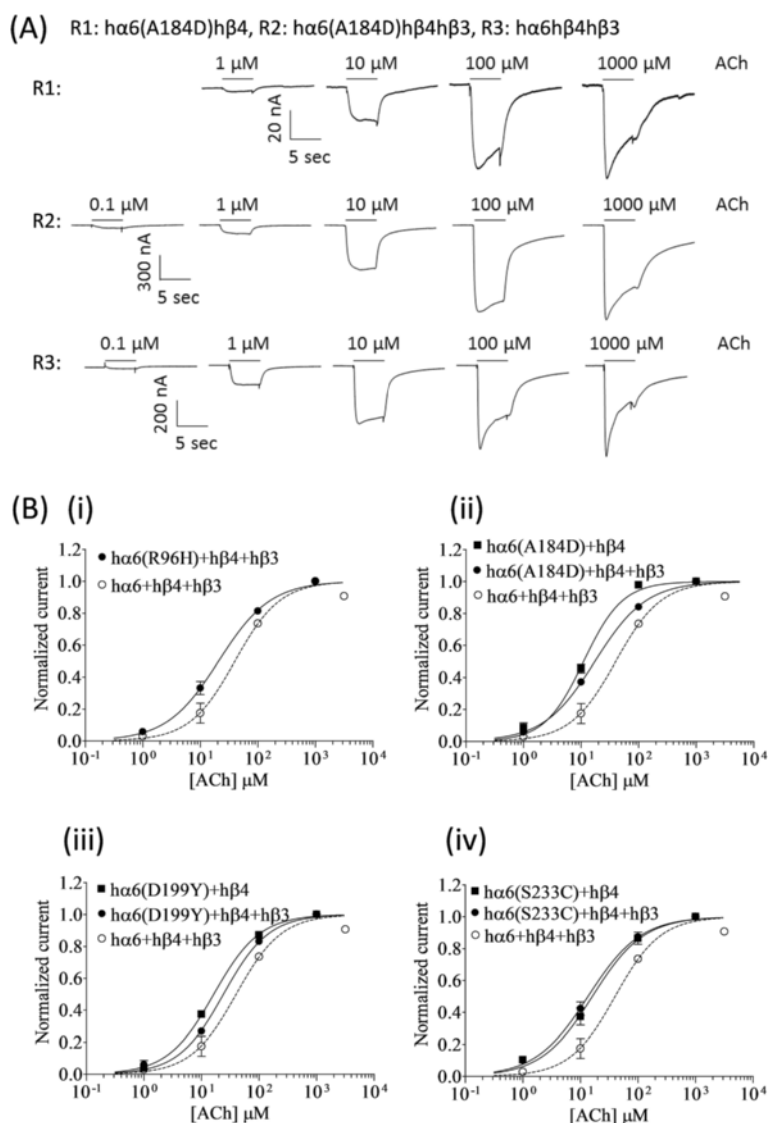 (A) R1: hα6(A184D)hβ4, R2: hα6(A184D)hβ4hβ3, R3: hα6hβ4hβ3
1 μM 10 μM 100 μM 1000 μM ACh
R1:
20 nA
5 sec
0.1 μM 1 μM 10 μM 100 μM 1000 μM ACh
R2:
300 nA
5 sec
0.1 μM 1 μM 10 μM 100 μM 1000 μM ACh
R3:
200 nA
5 sec
(B) (i)
hα6(R96H)+hβ4+hβ3
hα6+hβ4+hβ3
Normalized current
1.2
1.0
0.8
0.6
0.4
0.2
0.0
10-1 100 101 102 103 104
[ACh] μM
(ii)
hα6(A184D)+hβ4
hα6(A184D)+hβ4+hβ3
hα6+hβ4+hβ3
Normalized current
1.2
1.0
0.8
0.6
0.4
0.2
0.0
10-1 100 101 102 103 104
[ACh] μM
(iii)
hα6(D199Y)+hβ4
hα6(D199Y)+hβ4+hβ3
hα6+hβ4+hβ3
Normalized current
1.2
1.0
0.8
0.6
0.4
0.2
0.0
10-1 100 101 102 103 104
[ACh] μM
(iv)
hα6(S233C)+hβ4
hα6(S233C)+hβ4+hβ3
hα6+hβ4+hβ3
Normalized current
1.2
1.0
0.8
0.6
0.4
0.2
0.0
10-1 100 101 102 103 104
[ACh] μM